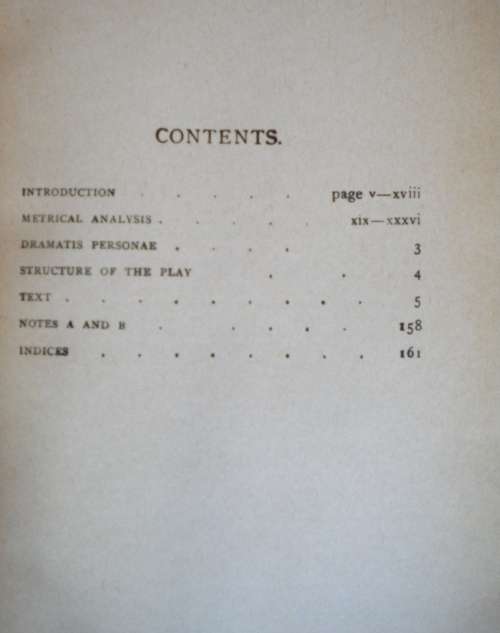 CONTENTS.
INTRODUCTION . . . . . page v—xviii
METRICAL ANALYSIS . . . . . xix—xxxvi
DRAMATIS PERSONAE . . . . 3
STRUCTURE OF THE PLAY . . 4
TEXT . . . . . . . . . 5
NOTES A AND B . . . . . 158
INDICES . . . . . . . . 161